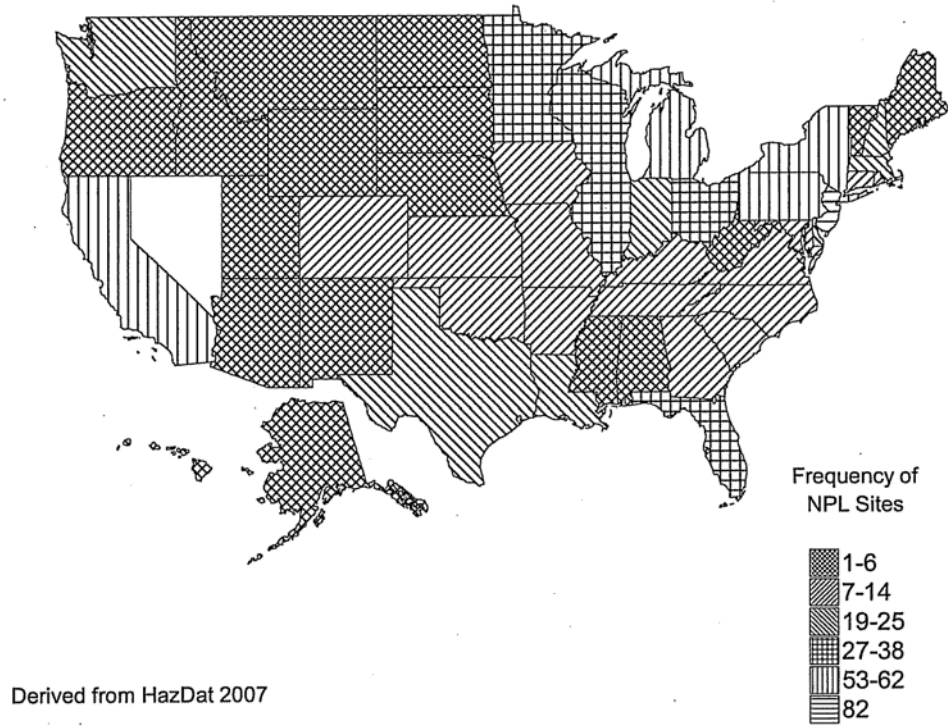 Frequency of
NPL Sites
1-6
7-14
19-25
27-38
53-62
82
Derived from HazDat 2007